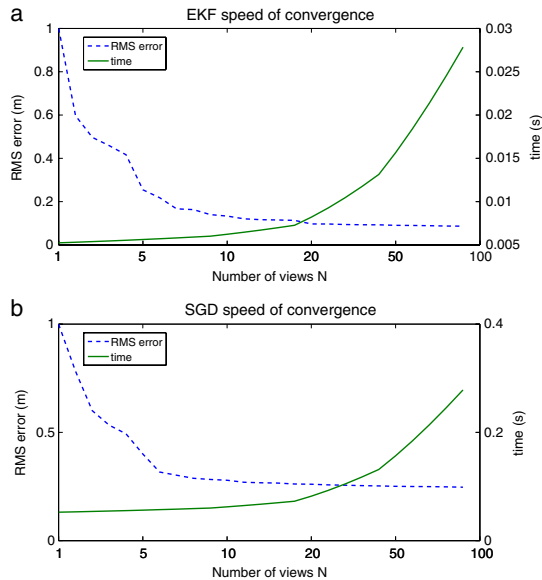 a
EKF speed of convergence
1
0.8
0.6
0.4
0.2
0
RMS error (m)
RMS error
time
0.03
0.025
0.02
0.015
0.01
0.005
time (s)
1
5
10
20
50
100
Number of views N
b
SGD speed of convergence
1
0.5
0
RMS error (m)
RMS error
time
0.4
0.2
0
time (s)
1
5
10
20
50
100
Number of views N